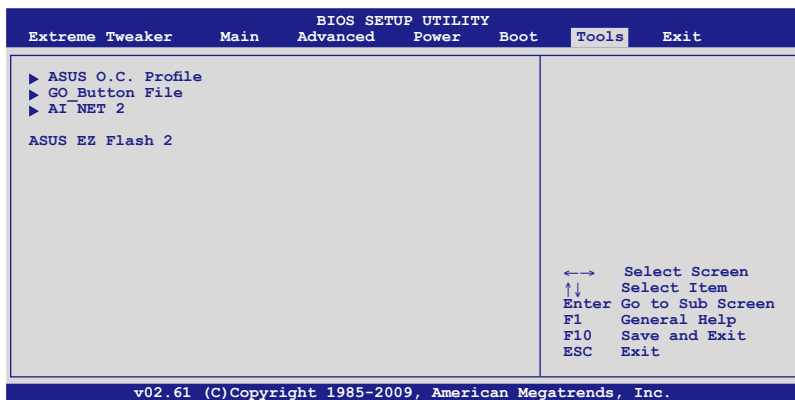 BIOS SETUP UTILITY
Extreme Tweaker Main Advanced Power Boot Tools Exit
▶ ASUS O.C. Profile
▶ GO_Button File
▶ AI NET 2
ASUS EZ Flash 2
←→ Select Screen
↑↓ Select Item
Enter Go to Sub Screen
F1 General Help
F10 Save and Exit
ESC Exit
v02.61 (C)Copyright 1985-2009, American Megatrends, Inc.